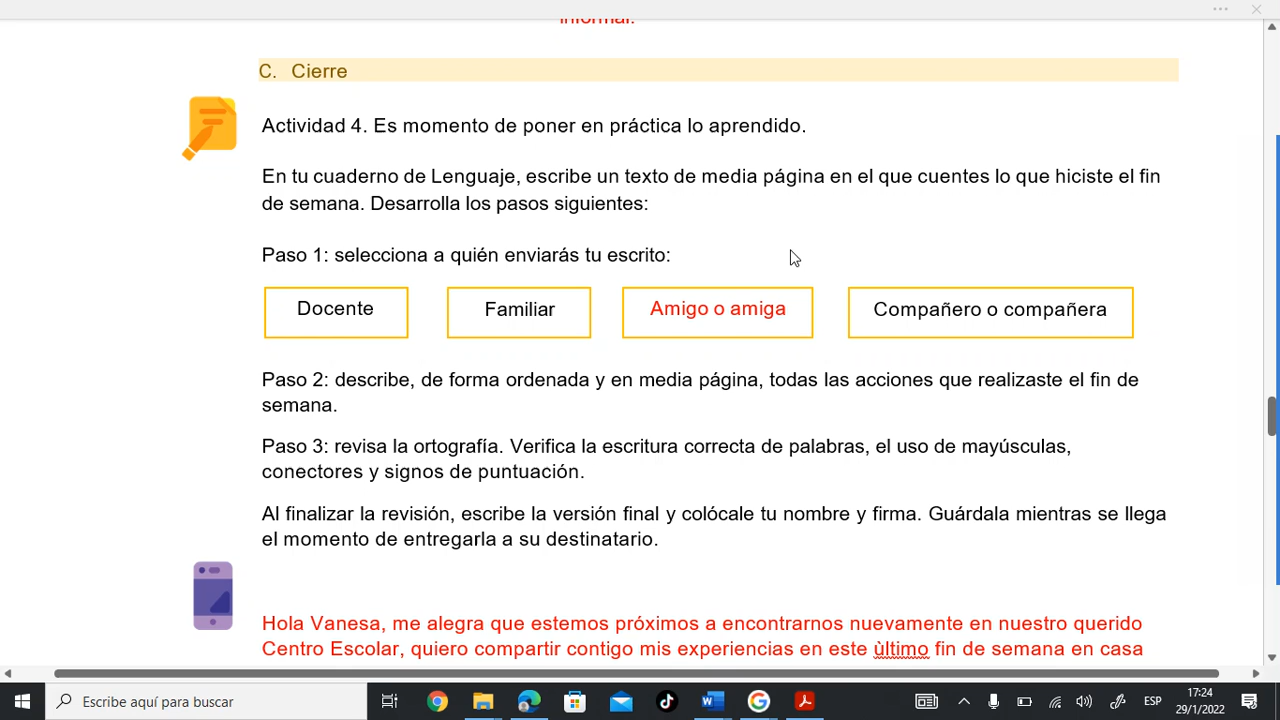 informal.
C. Cierre
Actividad 4. Es momento de poner en práctica lo aprendido.
En tu cuaderno de Lenguaje, escribe un texto de media página en el que cuentes lo que hiciste el fin
de semana. Desarrolla los pasos siguientes:
Paso 1: selecciona a quién enviarás tu escrito:
Docente
Familiar
Amigo o amiga
Compañero o compañera
Paso 2: describe, de forma ordenada y en media página, todas las acciones que realizaste el fin de
semana.
Paso 3: revisa la ortografía. Verifica la escritura correcta de palabras, el uso de mayúsculas,
conectores y signos de puntuación.
Al finalizar la revisión, escribe la versión final y colócale tu nombre y firma. Guárdala mientras se llega
el momento de entregarla a su destinatario.
Hola Vanesa, me alegra que estemos próximos a encontrarnos nuevamente en nuestro querido
Centro Escolar, quiero compartir contigo mis experiencias en este ùltimo fin de semana en casa
Escribe aquí para buscar
ESP
17:24
29/1/2022